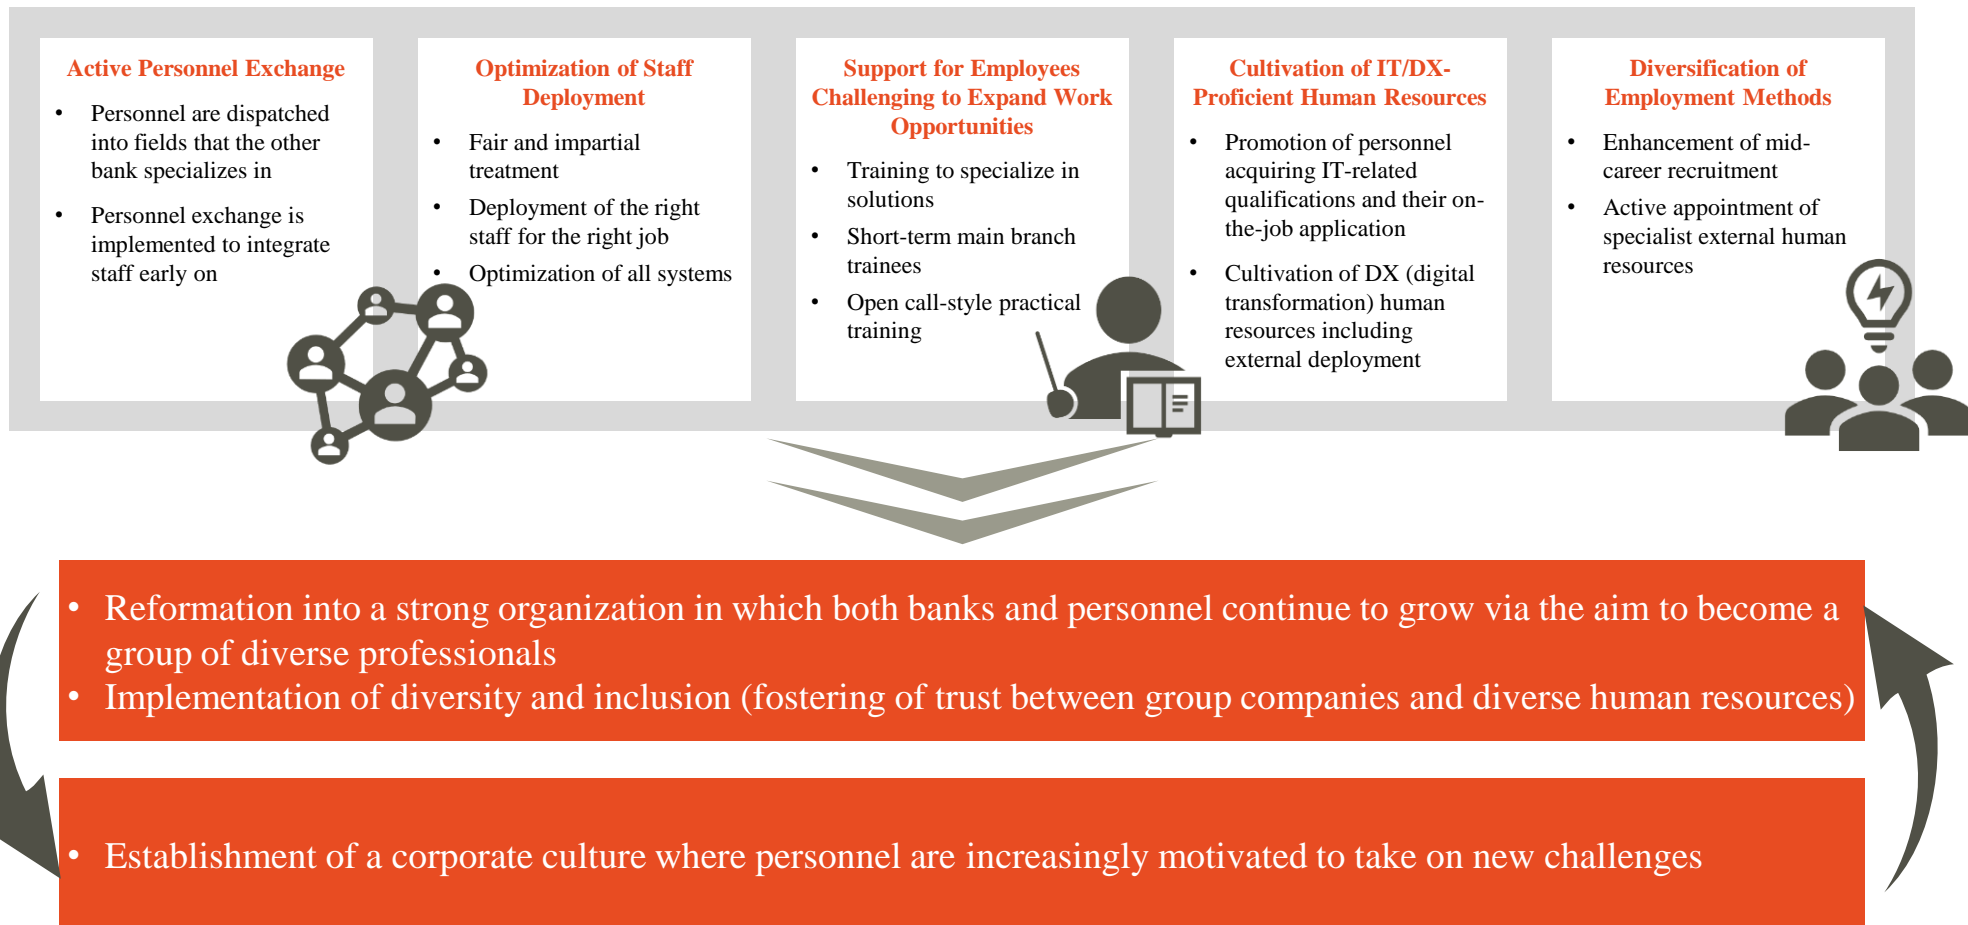 Active Personnel Exchange
• Personnel are dispatched
into fields that the other
bank specializes in
• Personnel exchange is
implemented to integrate
staff early on
Optimization of Staff
Deployment
• Fair and impartial
treatment
• Deployment of the right
staff for the right job
• Optimization of all systems
Support for Employees
Challenging to Expand Work
Opportunities
• Training to specialize in
solutions
• Short-term main branch
trainees
• Open call-style practical
training
Cultivation of IT/DX-
Proficient Human Resources
• Promotion of personnel
acquiring IT-related
qualifications and their on-
the-job application
• Cultivation of DX (digital
transformation) human
resources including
external deployment
Diversification of
Employment Methods
• Enhancement of mid-
career recruitment
• Active appointment of
specialist external human
resources
• Reformation into a strong organization in which both banks and personnel continue to grow via the aim to become a
group of diverse professionals
• Implementation of diversity and inclusion (fostering of trust between group companies and diverse human resources)
• Establishment of a corporate culture where personnel are increasingly motivated to take on new challenges